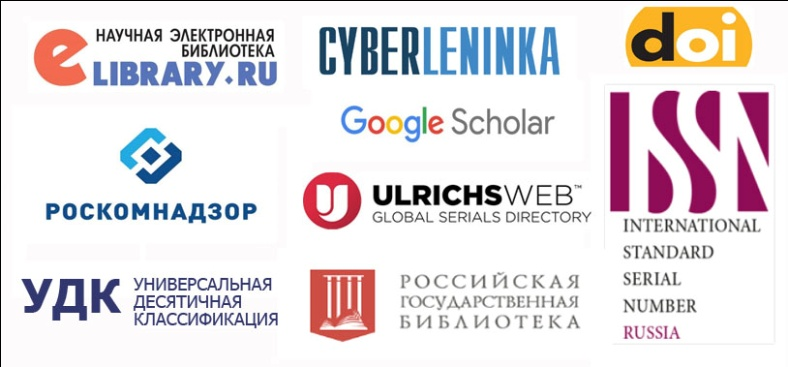 НАУЧНАЯ ЭЛЕКТРОННАЯ
БИБЛИОТЕКА
eLIBRARY.RU
CYBERLENINKA
doi
Google Scholar
РОСКОМНАДЗОР
ULRICHSWEB™
GLOBAL SERIALS DIRECTORY
ISSN
INTERNATIONAL
STANDARD
SERIAL
NUMBER
RUSSIA
УДК
УНИВЕРСАЛЬНАЯ
ДЕСЯТИЧНАЯ
КЛАССИФИКАЦИЯ
РОССИЙСКАЯ
ГОСУДАРСТВЕННАЯ
БИБЛИОТЕКА